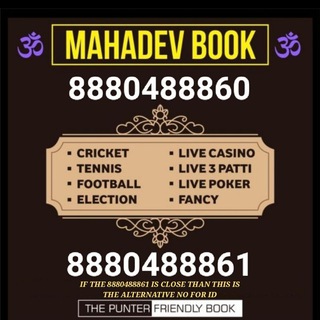 MAHADEV BOOK
8880488860
▪ CRICKET ▪ LIVE CASINO
▪ TENNIS ▪ LIVE 3 PATTI
▪ FOOTBALL ▪ LIVE POKER
▪ ELECTION ▪ FANCY
8880488861
IF THE 8880488861 IS CLOSE THAN THIS IS
THE ALTERNATIVE NO FOR ID
THE PUNTER FRIENDLY BOOK